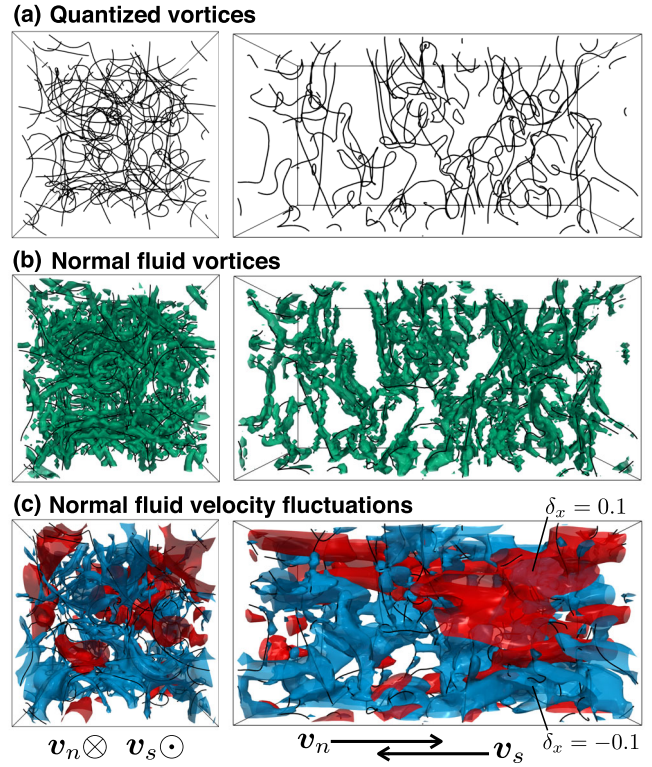 (a) Quantized vortices
(b) Normal fluid vortices
(c) Normal fluid velocity fluctuations
δₓ = 0.1
vₙ⊗ vₛ⊙
vₙ
vₛ
δₓ = −0.1